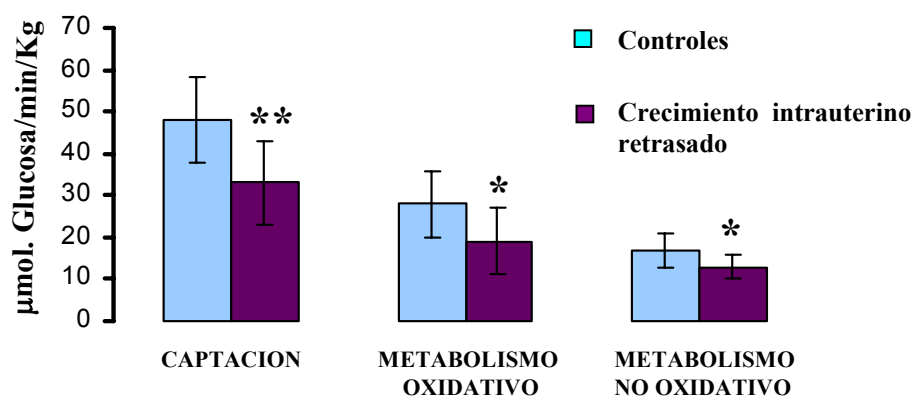 µmol. Glucosa/min/Kg
70
60
50
40
30
20
10
0
Controles
Crecimiento intrauterino
retrasado
**
*
*
CAPTACION
METABOLISMO
OXIDATIVO
METABOLISMO
NO OXIDATIVO